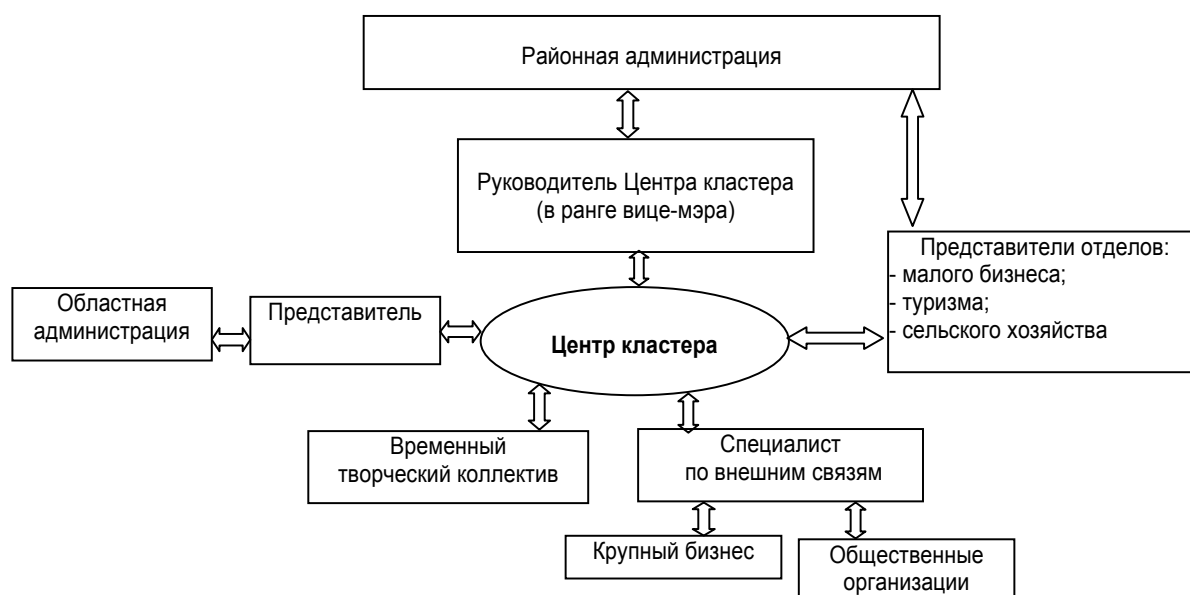 Районная администрация
Руководитель Центра кластера
(в ранге вице-мэра)
Представители отделов:
- малого бизнеса;
- туризма;
- сельского хозяйства
Областная
администрация
Представитель
Центр кластера
Временный
творческий коллектив
Специалист
по внешним связям
Крупный бизнес
Общественные
организации